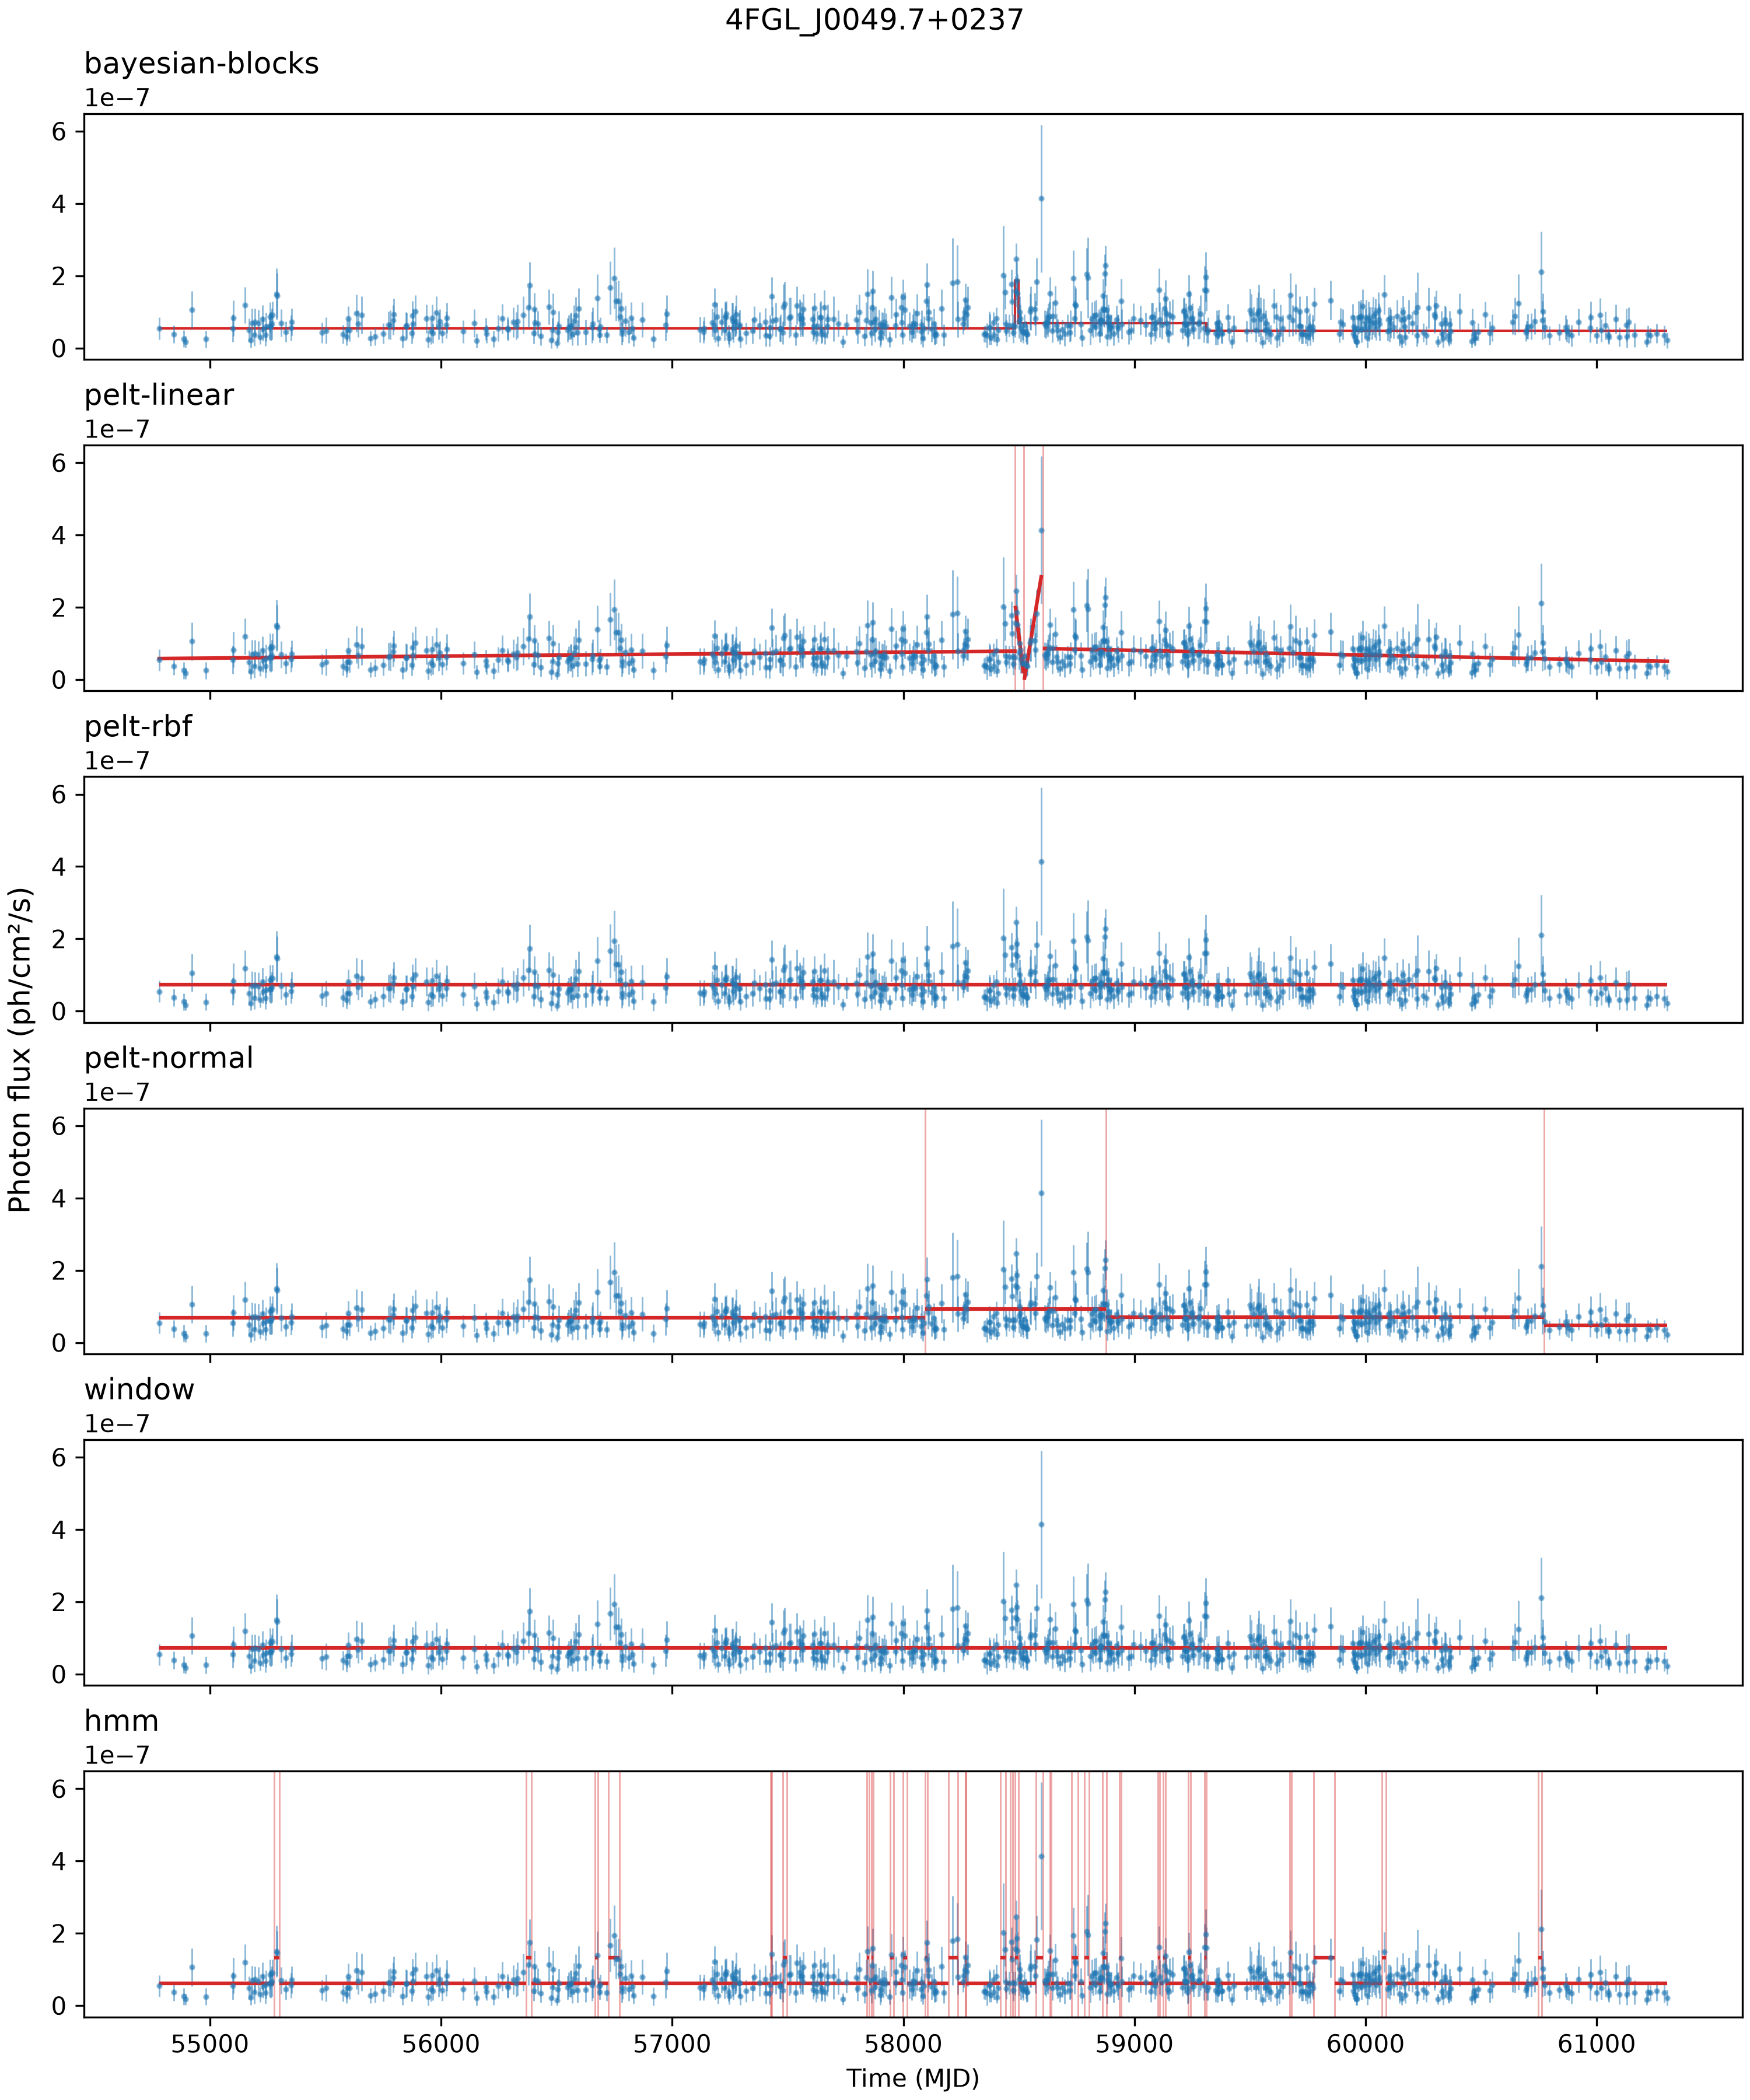 4FGL_J0049.7+0237
bayesian-blocks
1e−7
6
4
2
0
pelt-linear
1e−7
6
4
2
0
pelt-rbf
1e−7
6
4
2
0
Photon flux (ph/cm²/s)
pelt-normal
1e−7
6
4
2
0
window
1e−7
6
4
2
0
hmm
1e−7
6
4
2
0
55000 56000 57000 58000 59000 60000 61000
Time (MJD)